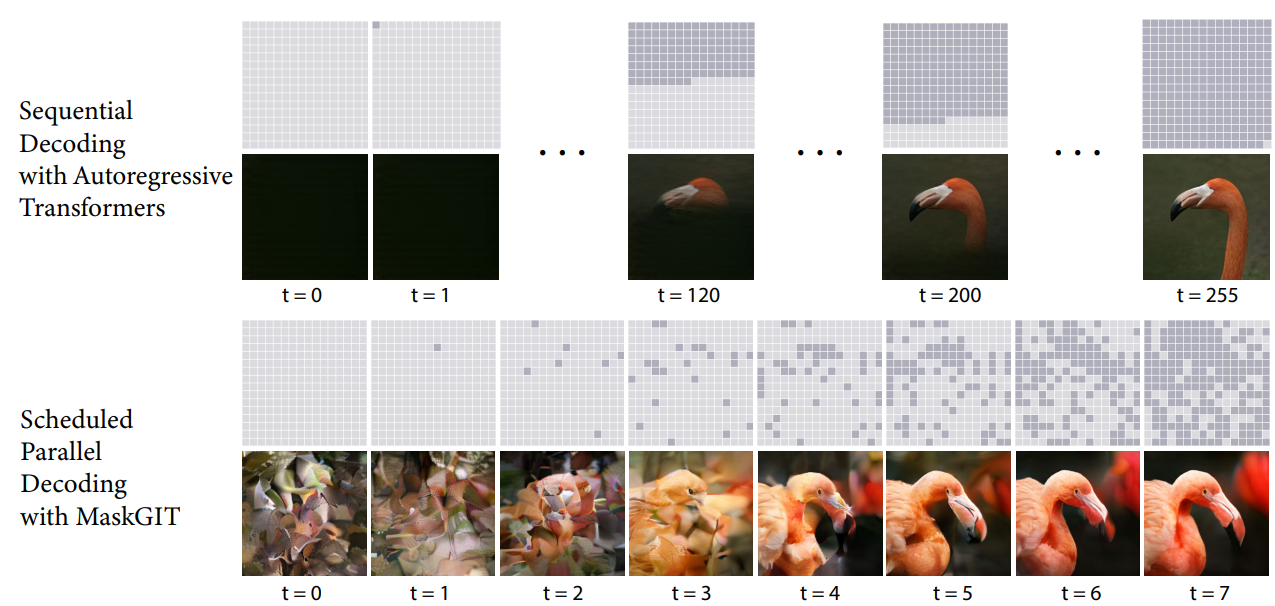 Sequential
Decoding
with Autoregressive
Transformers
. . .
. . .
. . .
t = 0
t = 1
t = 120
t = 200
t = 255
Scheduled
Parallel
Decoding
with MaskGIT
t = 0
t = 1
t = 2
t = 3
t = 4
t = 5
t = 6
t = 7